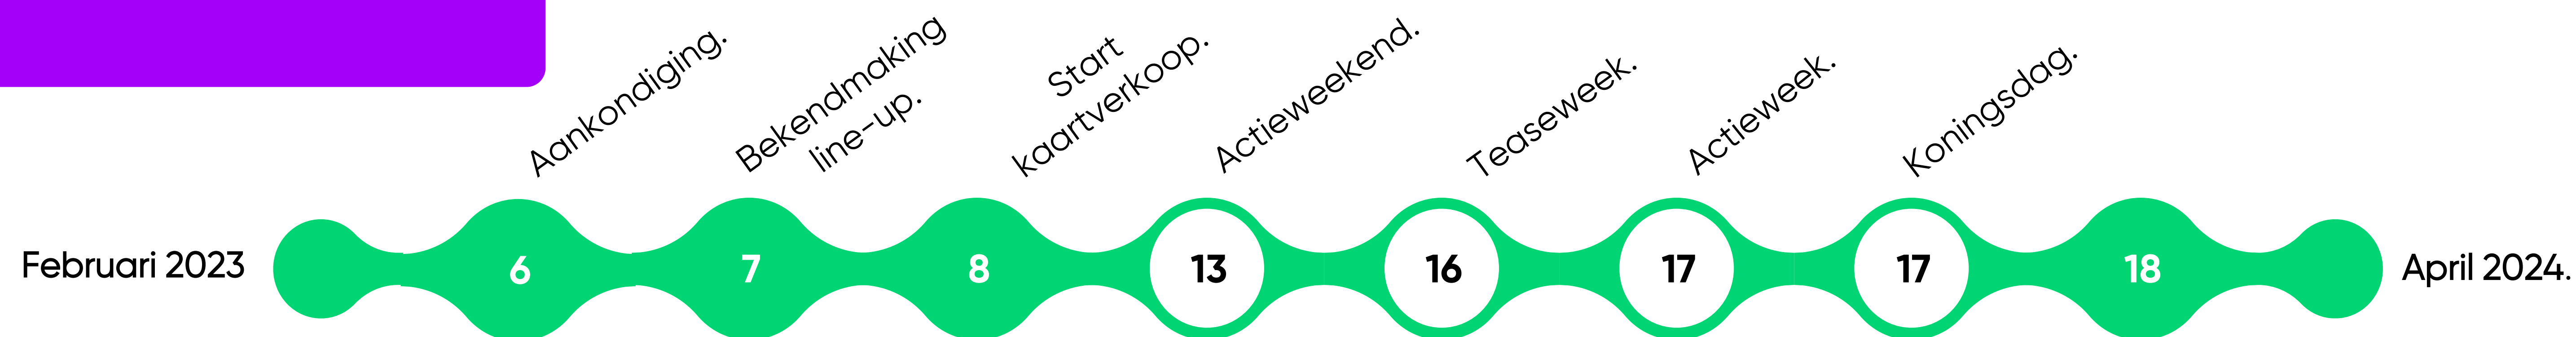 Aankondiging.
Bekendmaking
line-up.
Start
kaartverkoop.
Actieweekend.
Teaseweek.
Actieweek.
Koningsdag.
Februari 2023
6
7
8
13
16
17
17
18
April 2024.